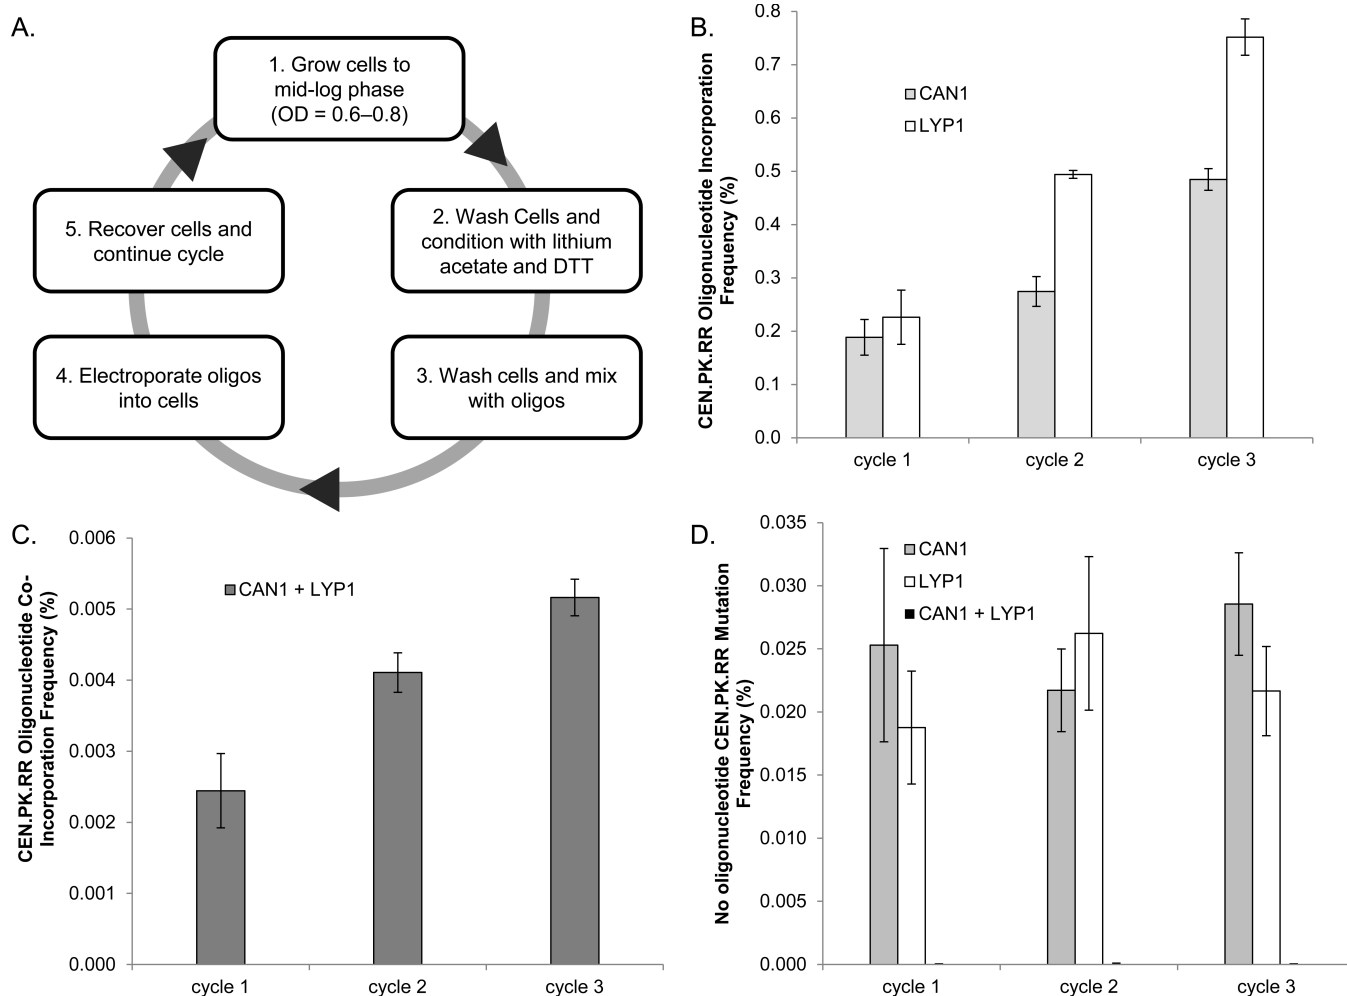 A.
1. Grow cells to
mid-log phase
(OD = 0.6–0.8)
2. Wash Cells and
condition with lithium
acetate and DTT
3. Wash cells and mix
with oligos
4. Electroporate oligos
into cells
5. Recover cells and
continue cycle
B.
CEN.PK.RR Oligonucleotide Incorporation
Frequency (%)
0.8
0.7
0.6
0.5
0.4
0.3
0.2
0.1
0.0
CAN1
LYP1
cycle 1
cycle 2
cycle 3
C.
CEN.PK.RR Oligonucleotide Co-
Incorporation Frequency (%)
0.006
0.005
0.004
0.003
0.002
0.001
0.000
CAN1 + LYP1
cycle 1
cycle 2
cycle 3
D.
No oligonucleotide CEN.PK.RR Mutation
Frequency (%)
0.035
0.030
0.025
0.020
0.015
0.010
0.005
0.000
CAN1
LYP1
CAN1 + LYP1
cycle 1
cycle 2
cycle 3